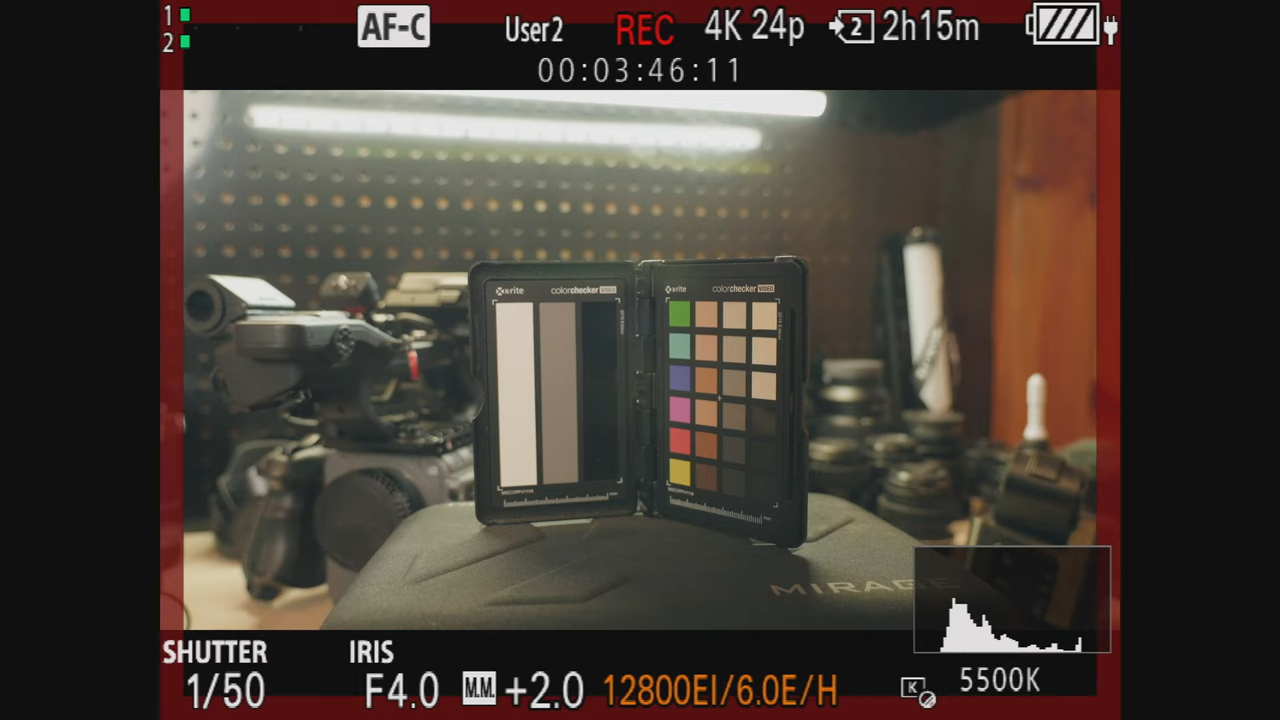 1
2
AF-C
User2
REC
4K 24p
2
2h15m
00:03:46:11
x-rite
colorchecker VIDEO
x-rite
colorchecker VIDEO
MIRAGE
SHUTTER
1/50
IRIS
F4.0
M.M.
+2.0
12800EI/6.0E/H
K
5500K